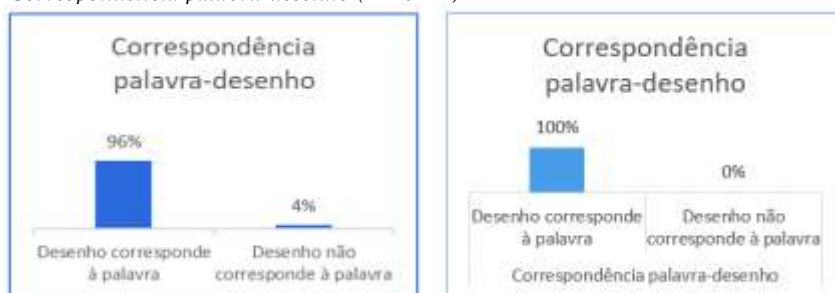 Correspondência
palavra-desenho
96%
4%
Desenho corresponde
à palavra
Desenho não
corresponde à palavra
Correspondência
palavra-desenho
100%
0%
Desenho corresponde
à palavra
Desenho não
corresponde à palavra
Correspondência palavra-desenho